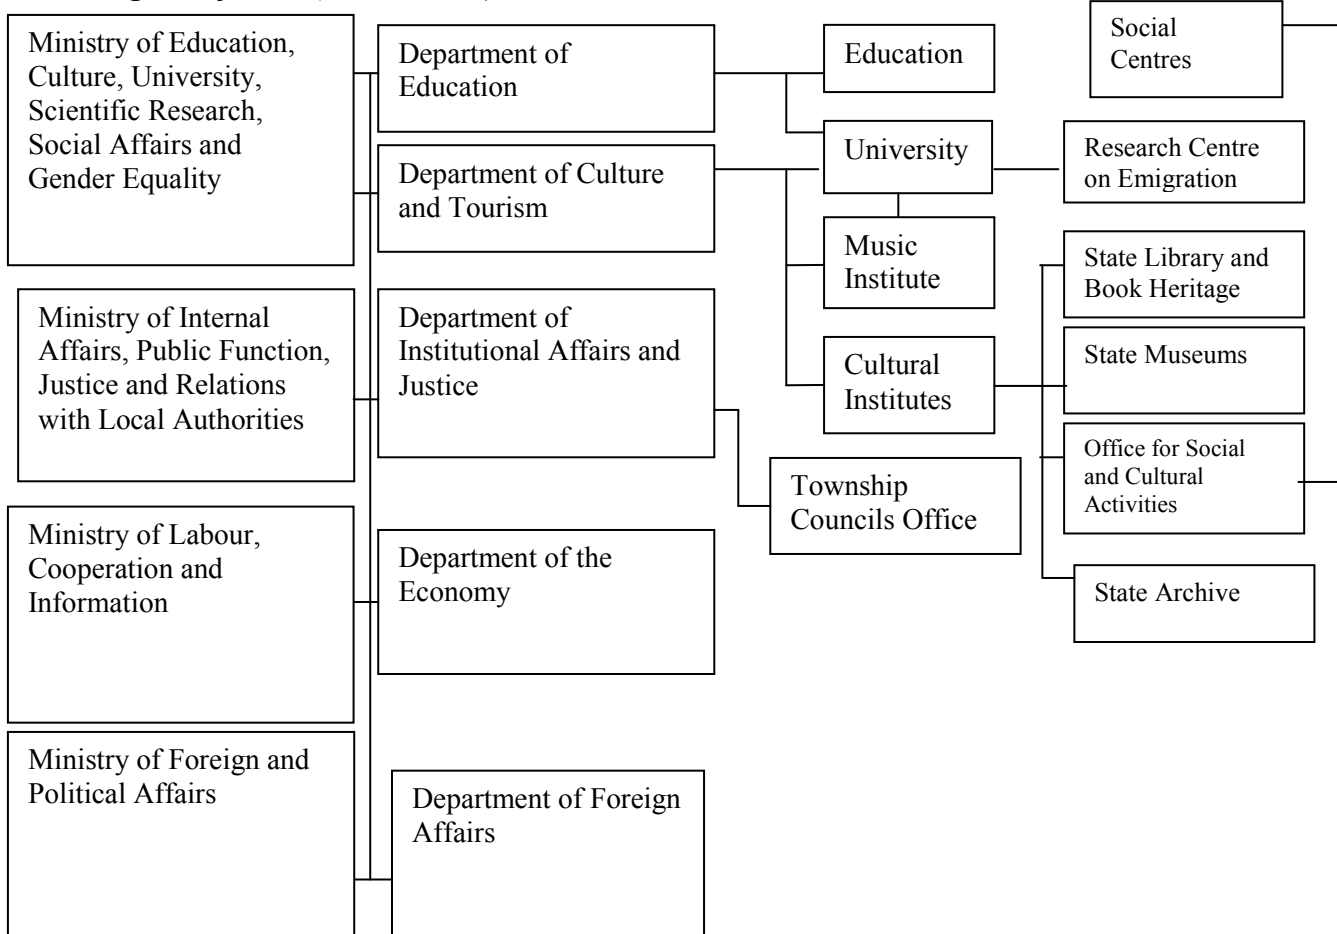 Ministry of Education,
Culture, University,
Scientific Research,
Social Affairs and
Gender Equality
Department of
Education
Education
Social
Centres
Department of Culture
and Tourism
University
Research Centre
on Emigration
Music
Institute
State Library and
Book Heritage
Ministry of Internal
Affairs, Public Function,
Justice and Relations
with Local Authorities
Department of
Institutional Affairs and
Justice
Cultural
Institutes
State Museums
Office for Social
and Cultural
Activities
Township
Councils Office
State Archive
Ministry of Labour,
Cooperation and
Information
Department of the
Economy
Ministry of Foreign and
Political Affairs
Department of Foreign
Affairs